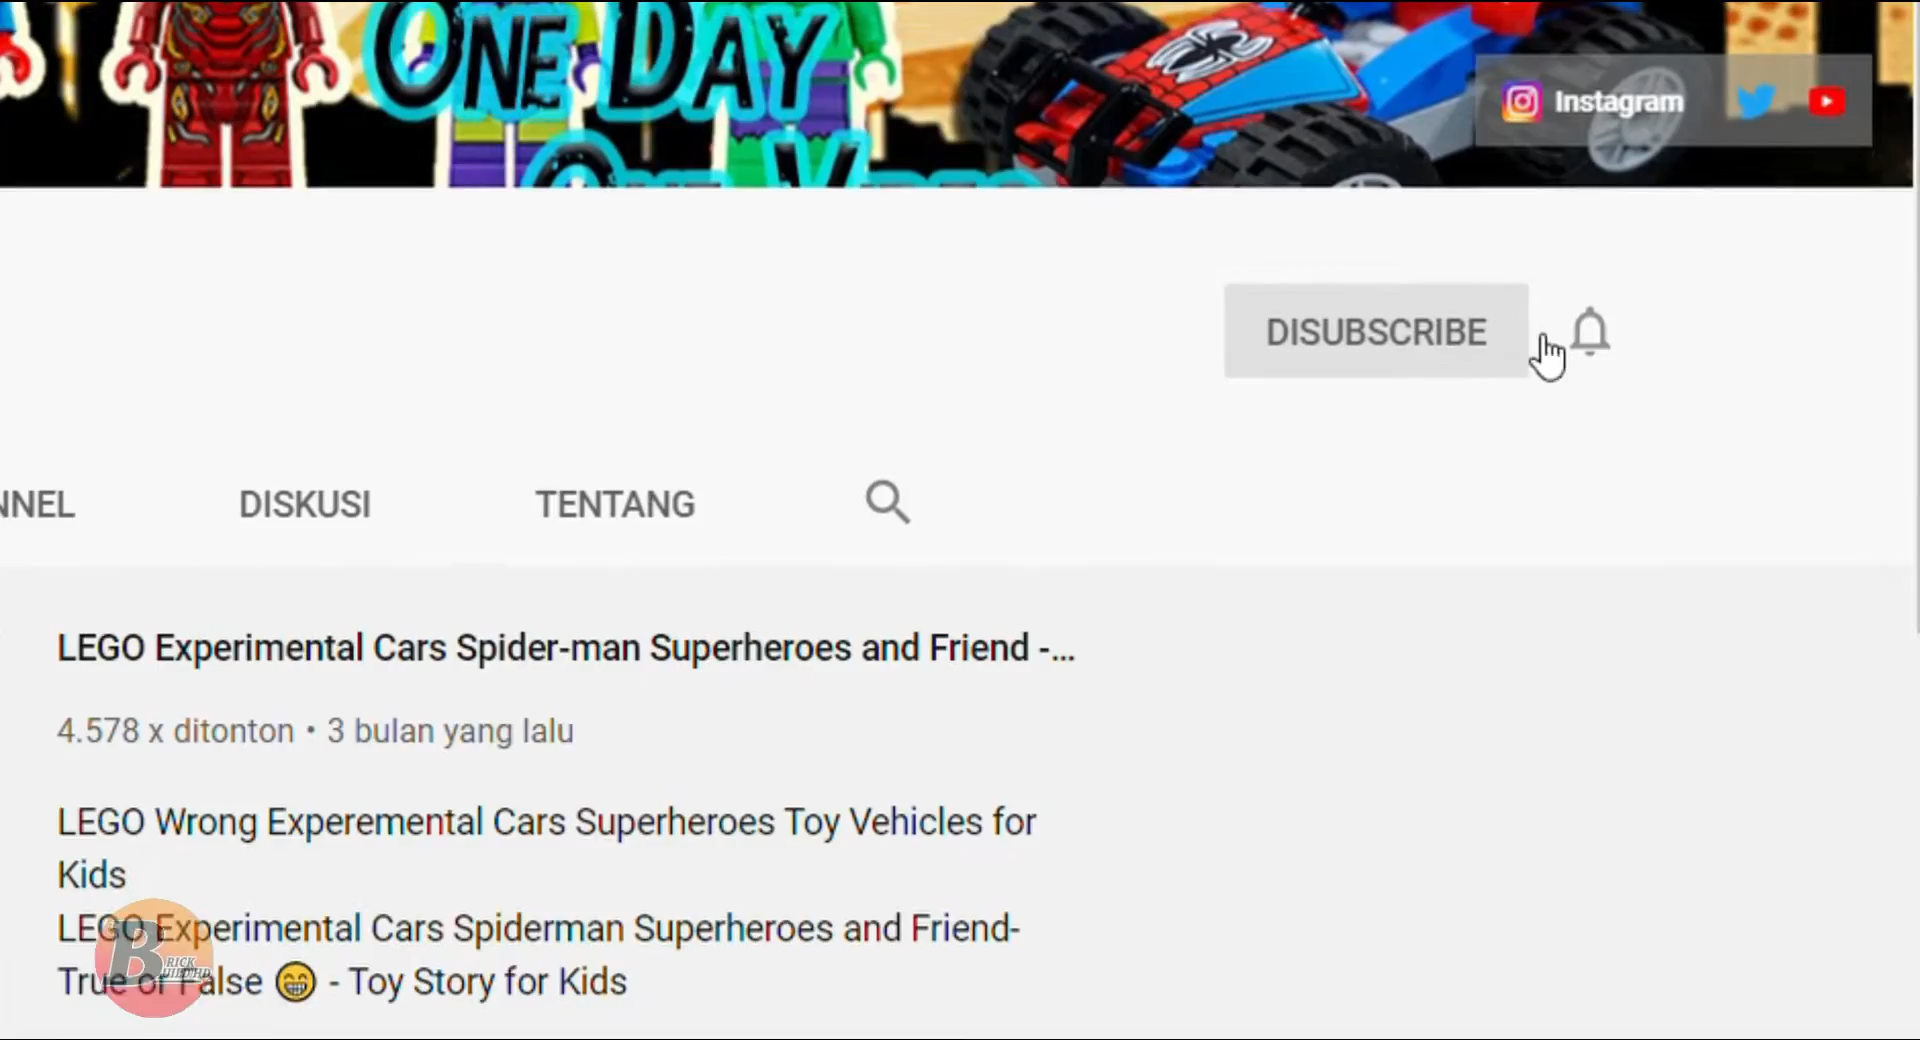 ONE DAY
Instagram
DISUBSCRIBE
NNEL
DISKUSI
TENTANG
LEGO Experimental Cars Spider-man Superheroes and Friend -...
4.578 x ditonton • 3 bulan yang lalu
LEGO Wrong Experemental Cars Superheroes Toy Vehicles for
Kids
LEGO Experimental Cars Spiderman Superheroes and Friend-
True or False 😁 - Toy Story for Kids